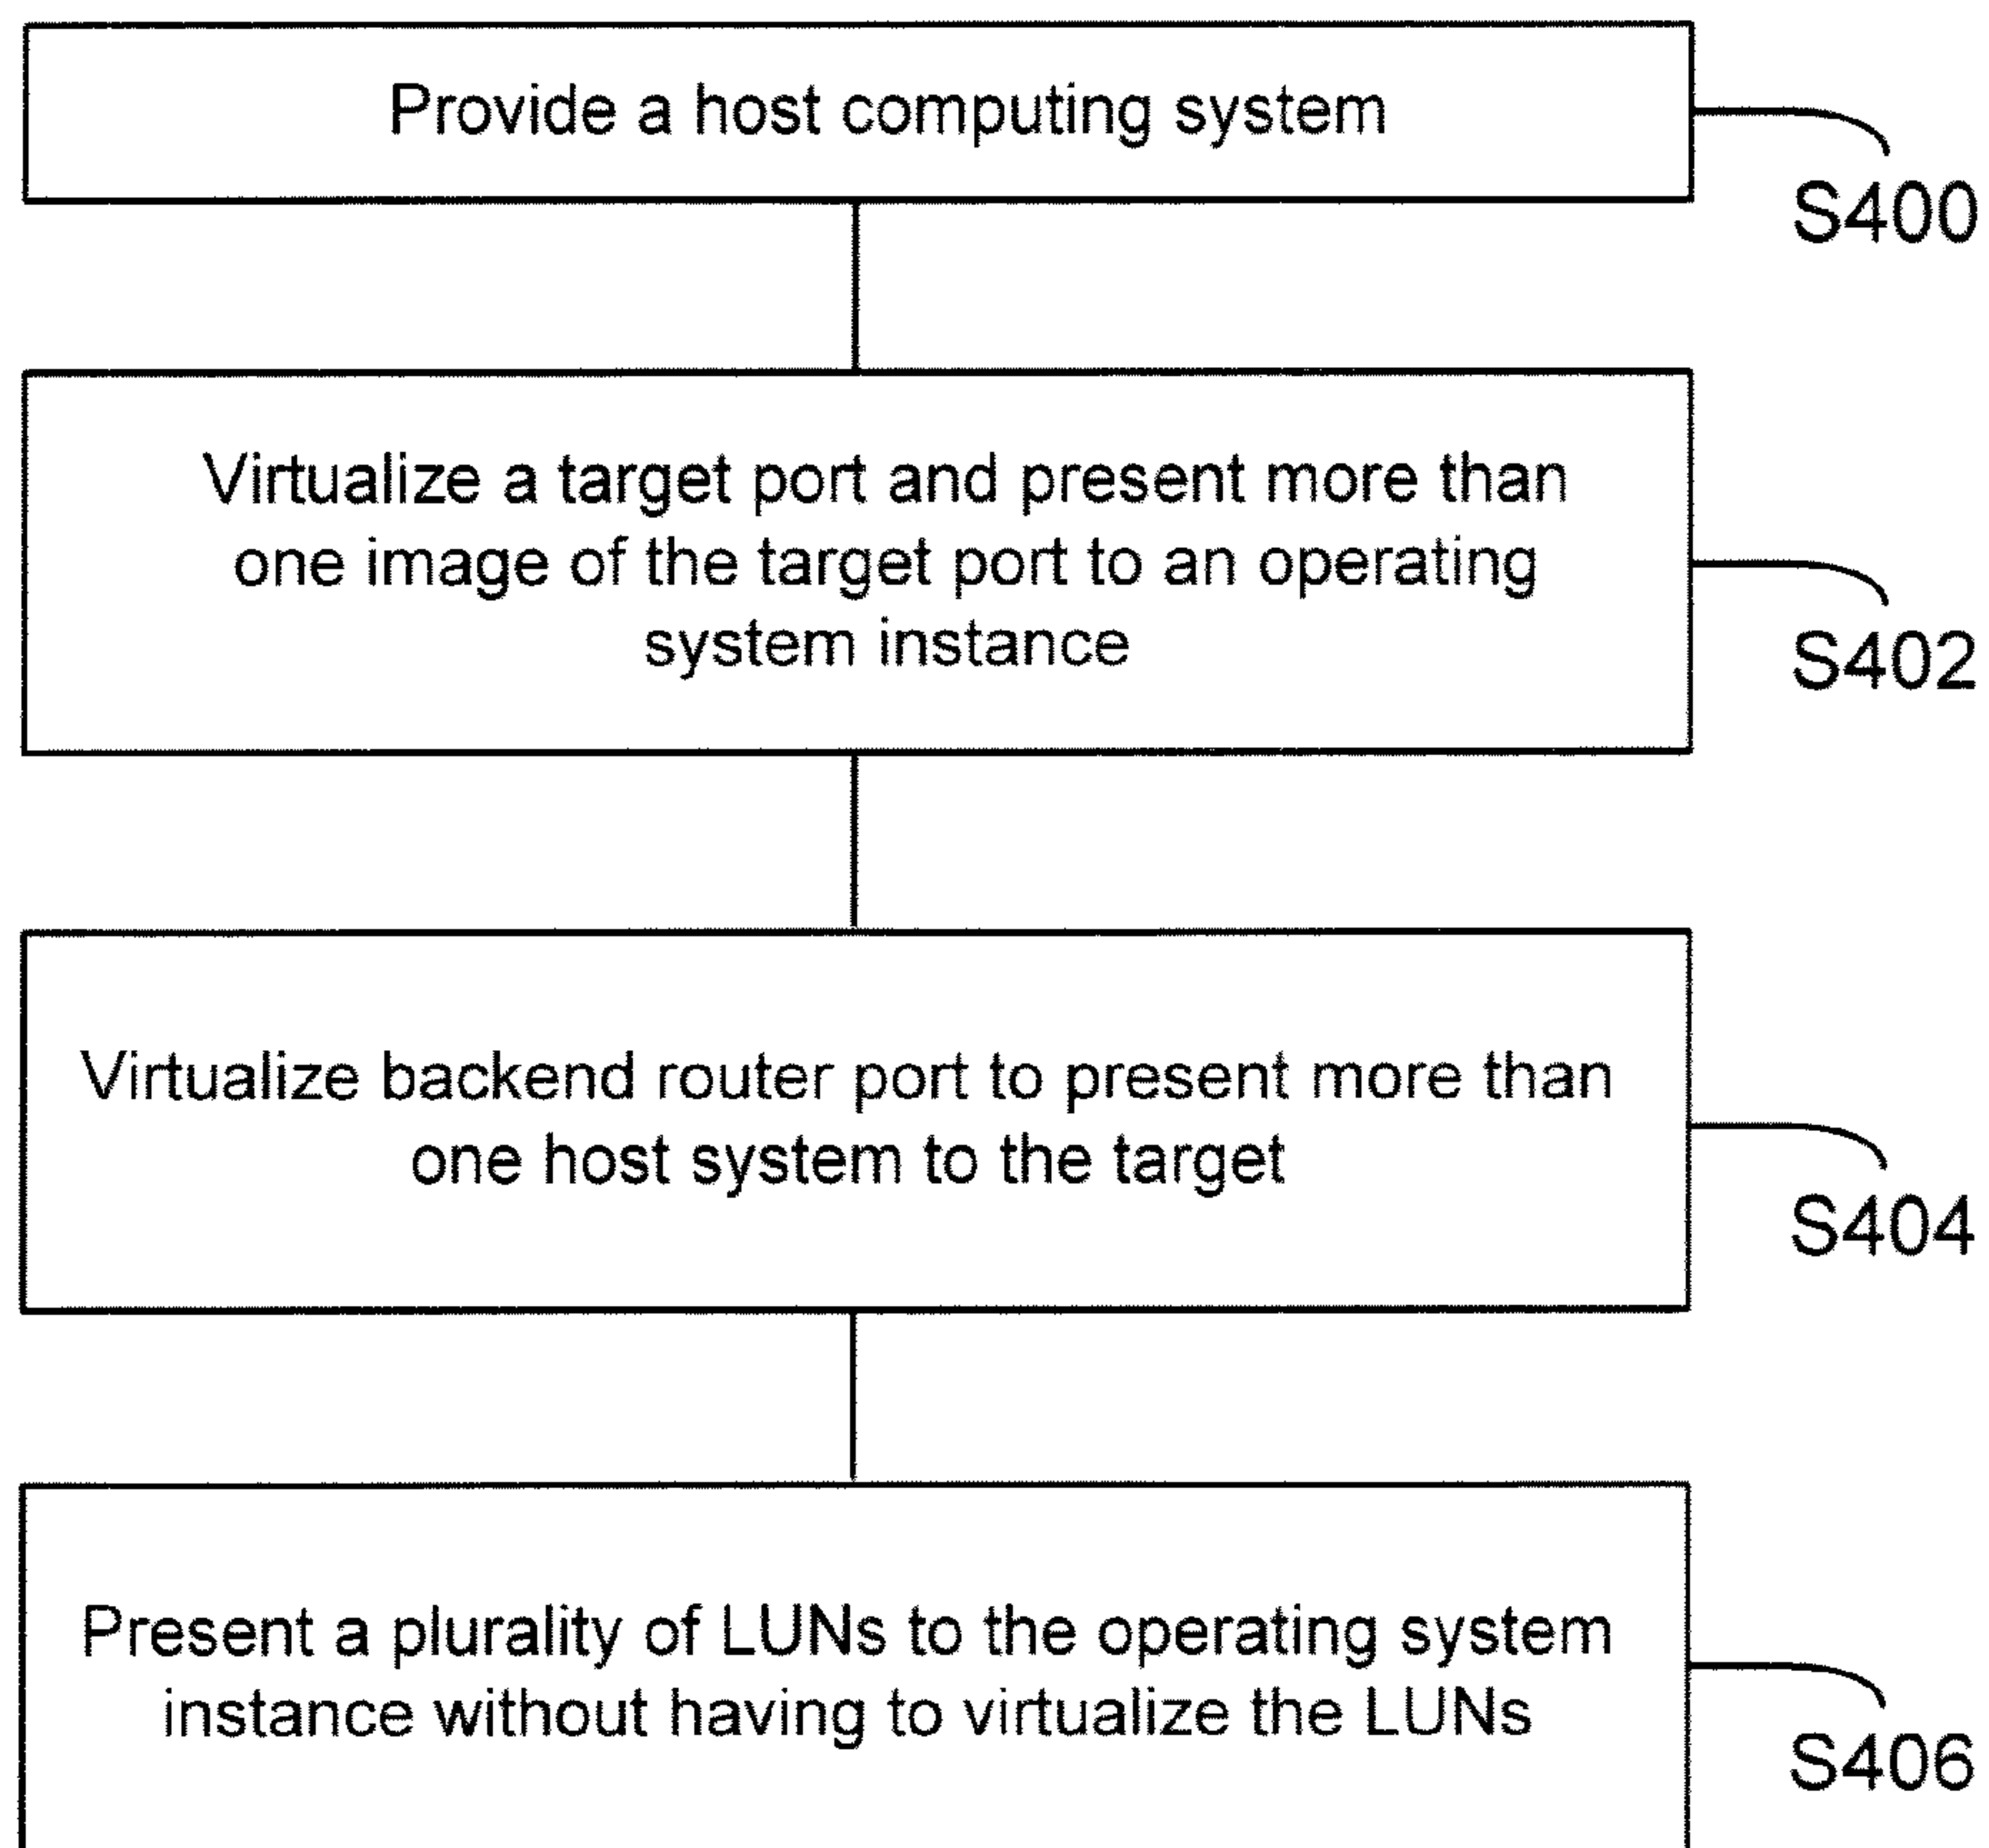 Provide a host computing system
S400
Virtualize a target port and present more than
one image of the target port to an operating
system instance
S402
Virtualize backend router port to present more than
one host system to the target
S404
Present a plurality of LUNs to the operating system
instance without having to virtualize the LUNs
S406